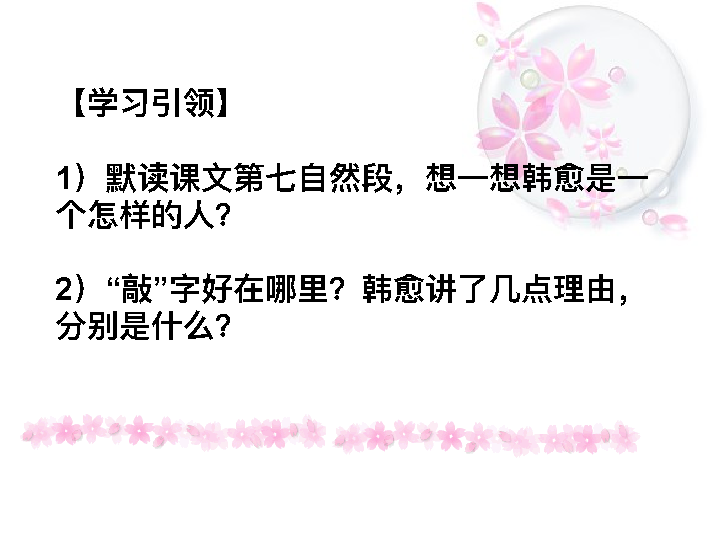 【学习引领】
1）默读课文第七自然段，想一想韩愈是一
个怎样的人？
2）“敲”字好在哪里？韩愈讲了几点理由，
分别是什么？